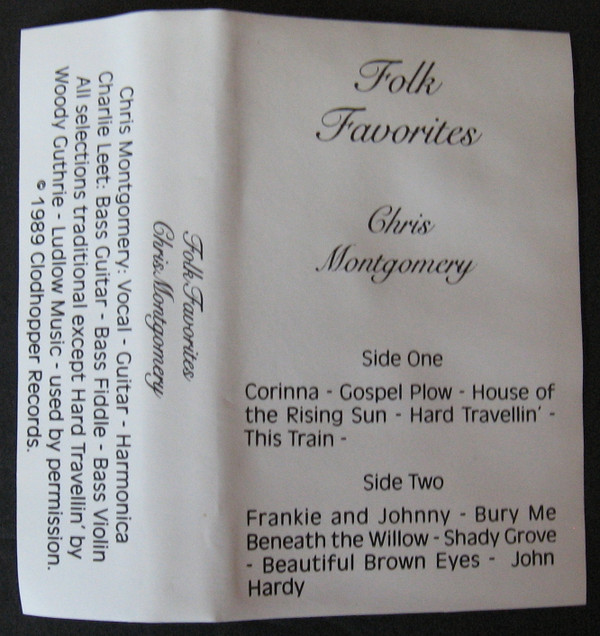 Folk
Favorites
Chris
Montgomery
Side One
Corinna - Gospel Plow - House of
the Rising Sun - Hard Travellin' -
This Train -
Side Two
Frankie and Johnny - Bury Me
Beneath the Willow - Shady Grove
- Beautiful Brown Eyes - John
Hardy
Folk Favorites
Chris Montgomery
Chris Montgomery: Vocal - Guitar - Harmonica
Charlie Leet: Bass Guitar - Bass Fiddle - Bass Violin
All selections traditional except Hard Travellin' by
Woody Guthrie - Ludlow Music - used by permission.
© 1989 Clodhopper Records.